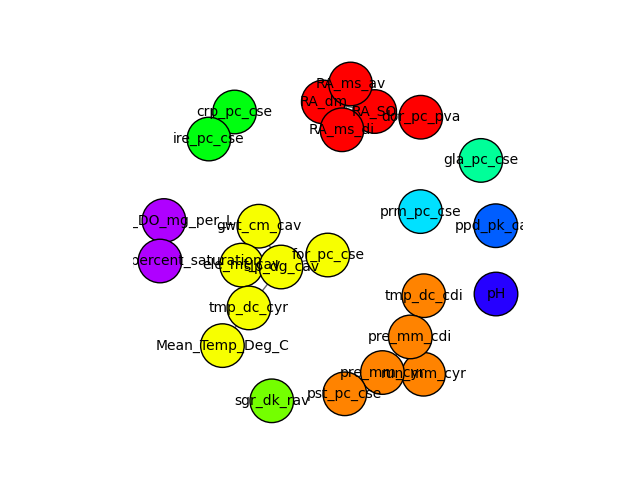 RA_ms_av
RA_dm
crp_pc_cse
RA_SO
dor_pc_pva
RA_ms_di
ire_pc_cse
gla_pc_cse
prm_pc_cse
_DO_mg_per_L
gwt_cm_cav
ppd_pk_ca
for_pc_cse
percent_saturation
ele_mt_sav
slp_dg_cav
pH
tmp_dc_cdi
tmp_dc_cyr
pre_mm_cdi
Mean_Temp_Deg_C
pre_mm_cyr
run_mm_cyr
pst_pc_cse
sgr_dk_rav